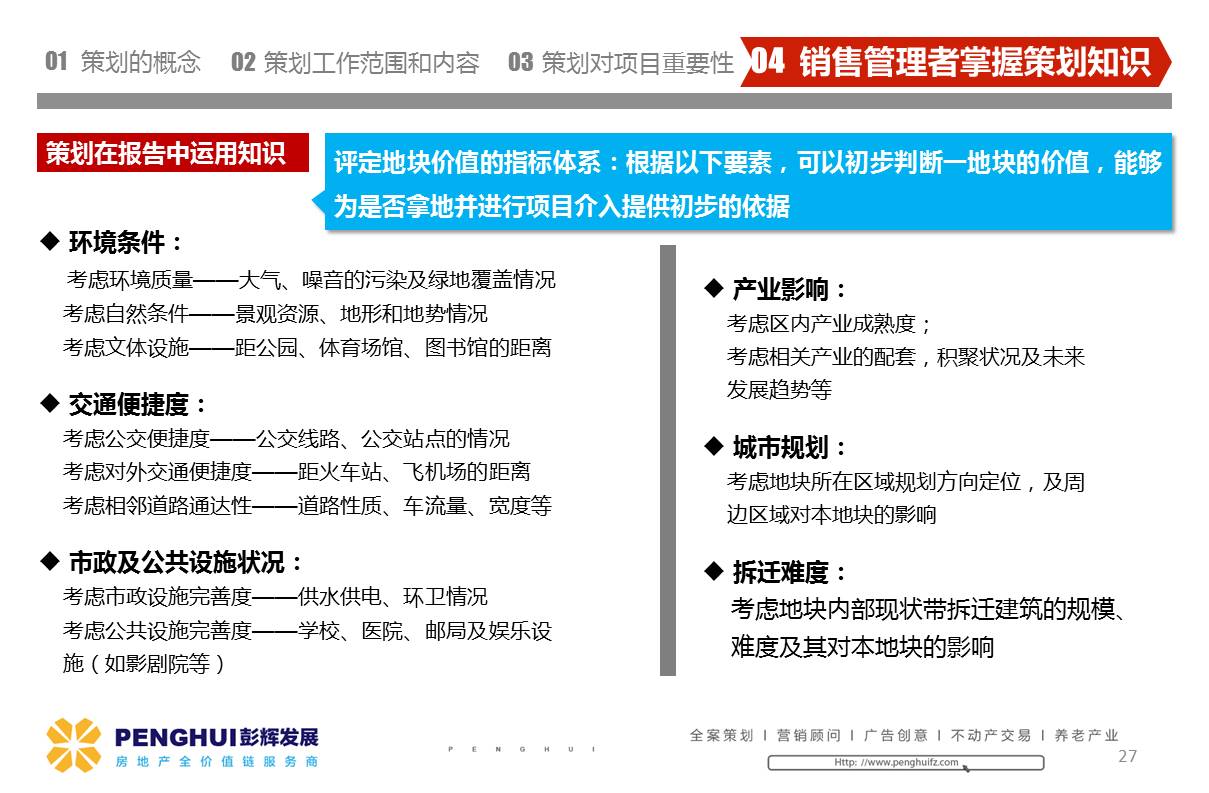 01 策划的概念 02 策划工作范围和内容 03 策划对项目重要性 04 销售管理者掌握策划知识
策划在报告中运用知识
评定地块价值的指标体系：根据以下要素，可以初步判断一地块的价值，能够
为是否拿地并进行项目介入提供初步的依据
◆ 环境条件：
考虑环境质量——大气、噪音的污染及绿地覆盖情况
考虑自然条件——景观资源、地形和地势情况
考虑文体设施——距公园、体育场馆、图书馆的距离
◆ 交通便捷度：
考虑公交便捷度——公交线路、公交站点的情况
考虑对外交通便捷度——距火车站、飞机场的距离
考虑相邻道路通达性——道路性质、车流量、宽度等
◆ 市政及公共设施状况：
考虑市政设施完善度——供水供电、环卫情况
考虑公共设施完善度——学校、医院、邮局及娱乐设
施（如影剧院等）
◆ 产业影响：
考虑区内产业成熟度；
考虑相关产业的配套，积聚状况及未来
发展趋势等
◆ 城市规划：
考虑地块所在区域规划方向定位，及周
边区域对本地块的影响
◆ 拆迁难度：
考虑地块内部现状带拆迁建筑的规模、
难度及其对本地块的影响
PENGHUI彭辉发展
房地产全价值链服务商
PENGHUI
全案策划 I 营销顾问 I 广告创意 I 不动产交易 I 养老产业
Http: //www.penghuifz.com
27